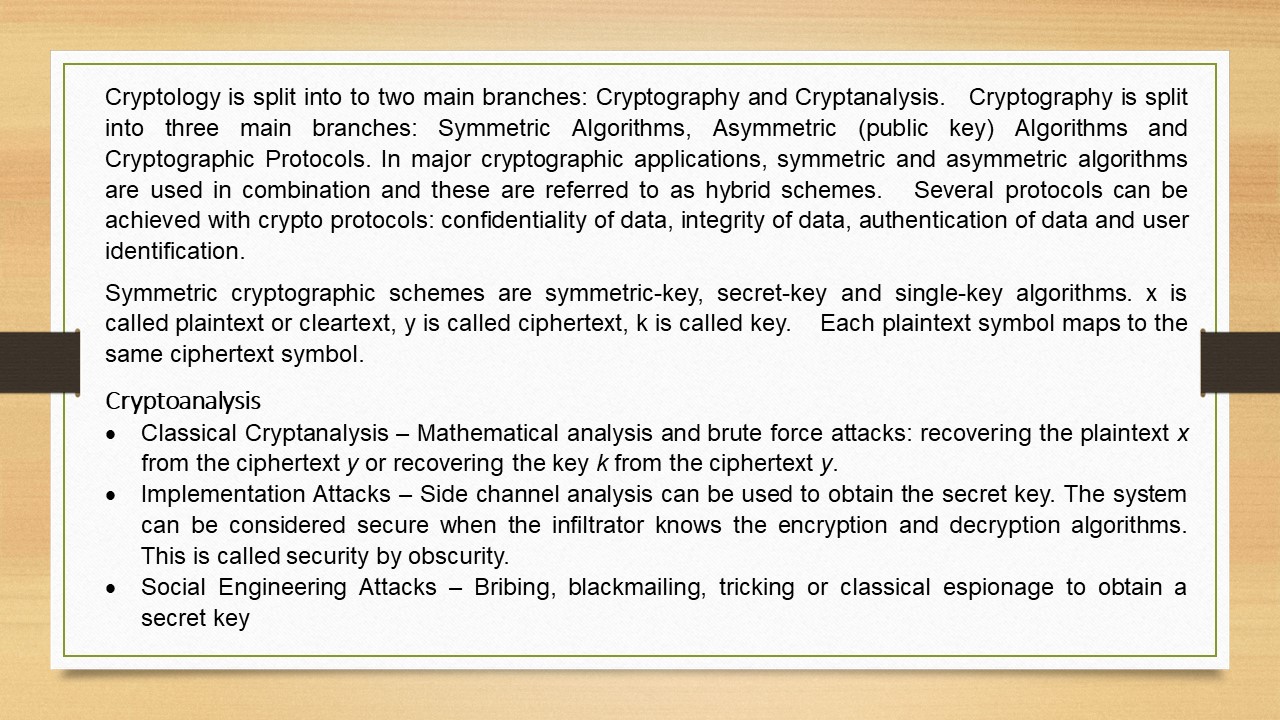 Cryptology is split into to two main branches: Cryptography and Cryptanalysis. Cryptography is split
into three main branches: Symmetric Algorithms, Asymmetric (public key) Algorithms and
Cryptographic Protocols. In major cryptographic applications, symmetric and asymmetric algorithms
are used in combination and these are referred to as hybrid schemes. Several protocols can be
achieved with crypto protocols: confidentiality of data, integrity of data, authentication of data and user
identification.
Symmetric cryptographic schemes are symmetric-key, secret-key and single-key algorithms. x is
called plaintext or cleartext, y is called ciphertext, k is called key. Each plaintext symbol maps to the
same ciphertext symbol.
Cryptoanalysis
• Classical Cryptanalysis – Mathematical analysis and brute force attacks: recovering the plaintext x
from the ciphertext y or recovering the key k from the ciphertext y.
• Implementation Attacks – Side channel analysis can be used to obtain the secret key. The system
can be considered secure when the infiltrator knows the encryption and decryption algorithms.
This is called security by obscurity.
• Social Engineering Attacks – Bribing, blackmailing, tricking or classical espionage to obtain a
secret key